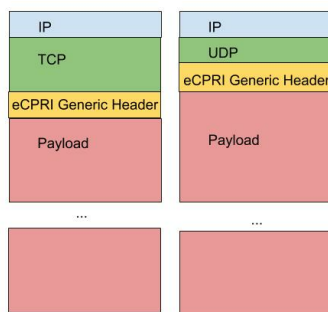 IP
TCP
eCPRI Generic Header
Payload
...
IP
UDP
eCPRI Generic Header
Payload
...